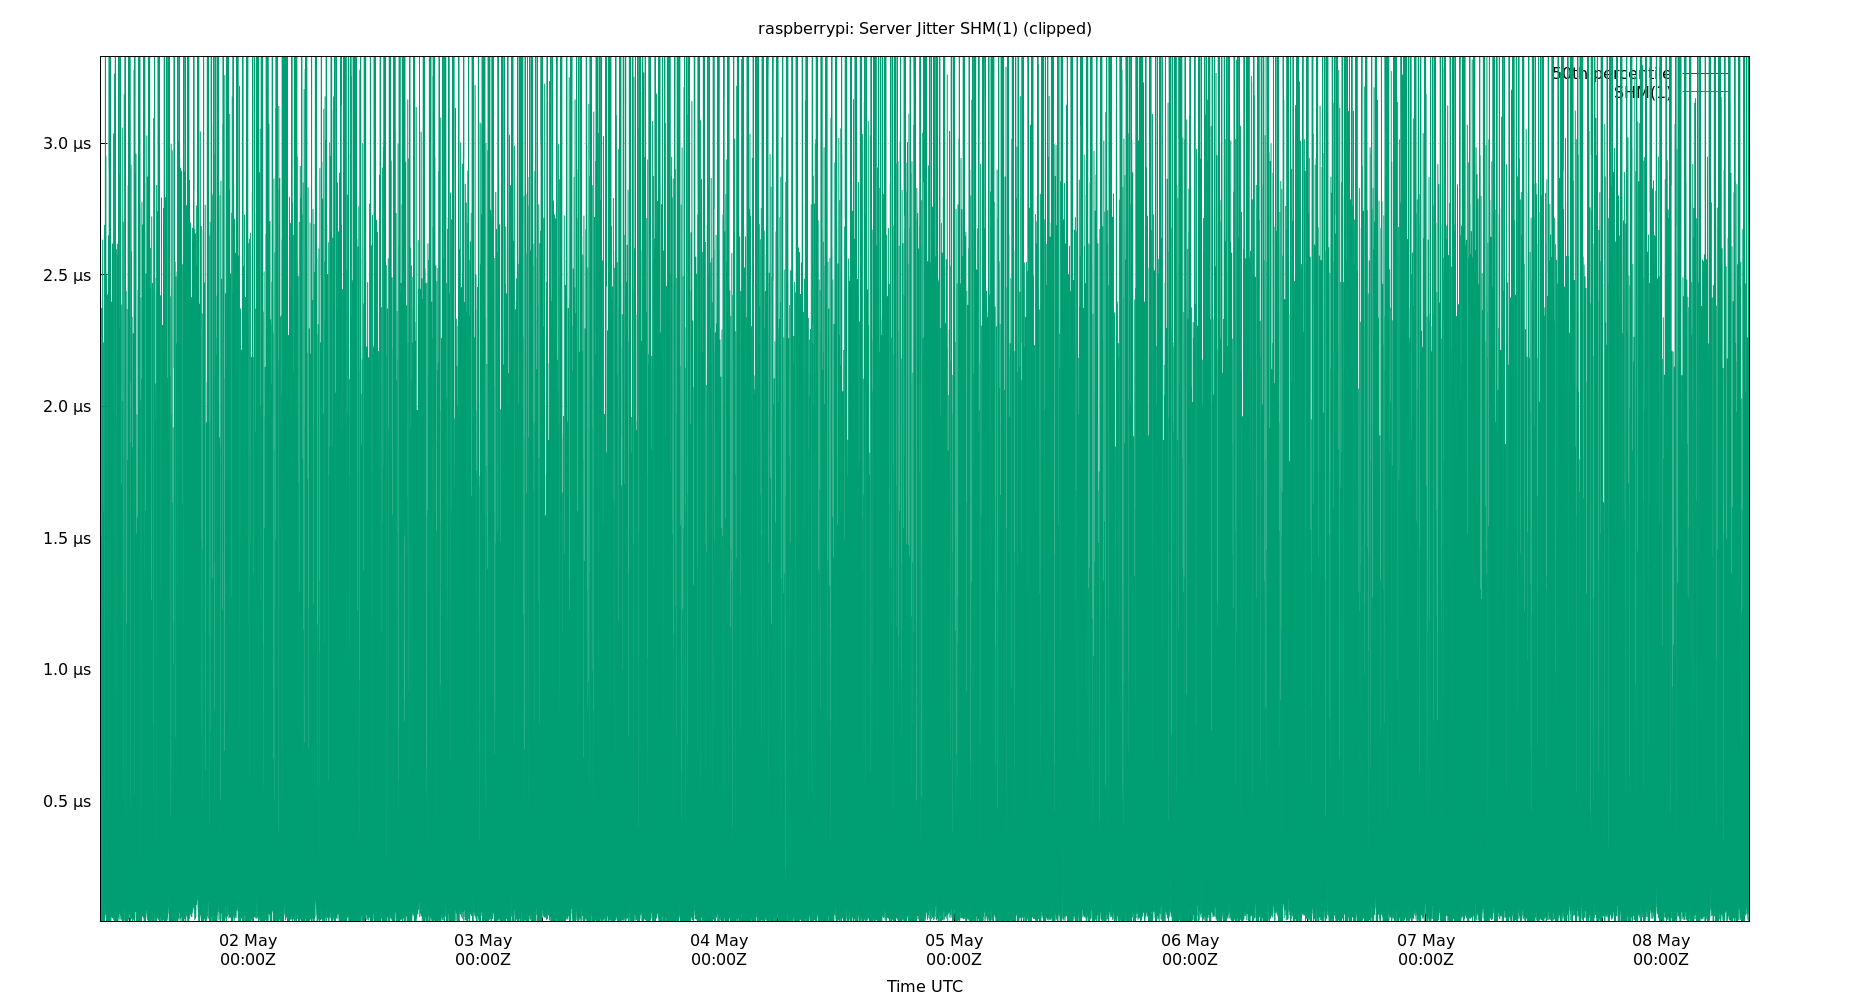 raspberrypi: Server Jitter SHM(1) (clipped)
50th percentile
SHM(1)
3.0 µs
2.5 µs
2.0 µs
1.5 µs
1.0 µs
0.5 µs
02 May 03 May 04 May 05 May 06 May 07 May 08 May
00:00Z 00:00Z 00:00Z 00:00Z 00:00Z 00:00Z 00:00Z
Time UTC